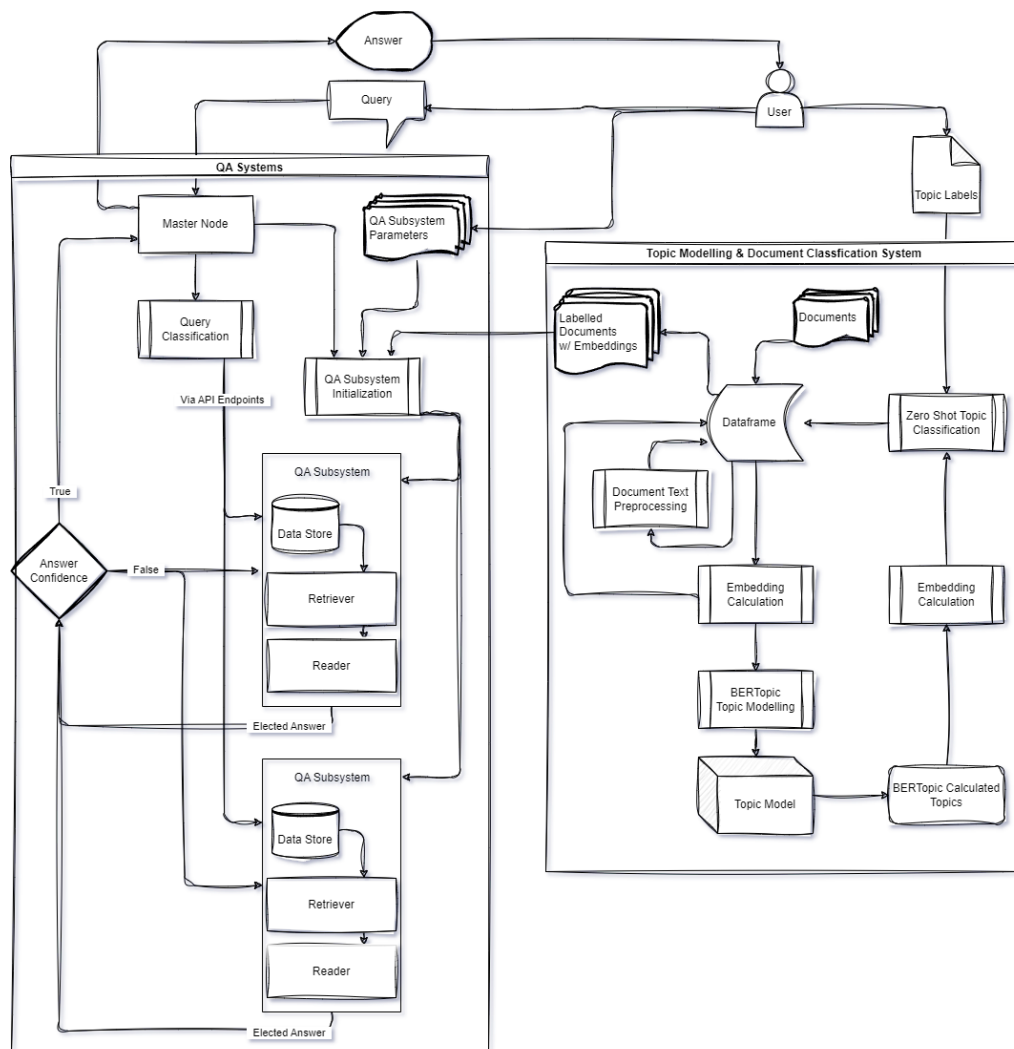 Answer
Query
User
QA Systems
Topic Labels
Master Node
QA Subsystem
Parameters
Topic Modelling & Document Classfication System
Query
Classification
Labelled
Documents
w/ Embeddings
Documents
QA Subsystem
Initialization
Via API Endpoints
Dataframe
Zero Shot Topic
Classification
QA Subsystem
True
Document Text
Preprocessing
Data Store
Answer
Confidence
False
Retriever
Embedding
Calculation
Embedding
Calculation
Reader
BERTopic
Topic Modelling
Elected Answer
QA Subsystem
Topic Model
BERTopic Calculated
Topics
Data Store
Retriever
Reader
Elected Answer